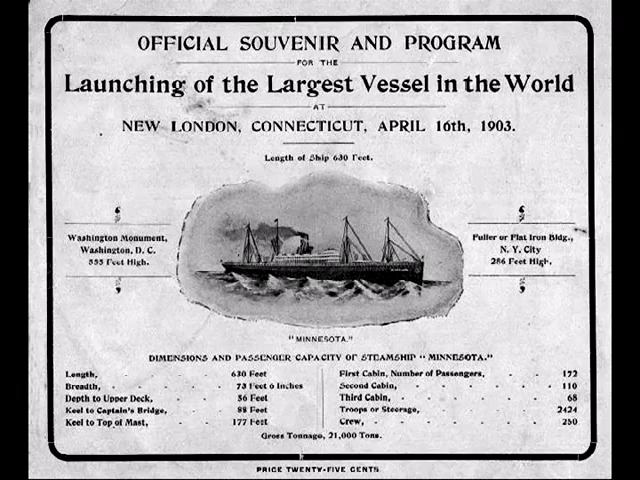 OFFICIAL SOUVENIR AND PROGRAM
FOR THE
Launching of the Largest Vessel in the World
AT
NEW LONDON, CONNECTICUT, APRIL 16th, 1903.
Length of Ship 630 Feet.
Washington Monument,
Washington, D. C.
555 Feet High.
Fuller or Flat Iron Bldg.,
N. Y. City
286 Feet High.
"MINNESOTA."
DIMENSIONS AND PASSENGER CAPACITY OF STEAMSHIP "MINNESOTA."
Length, 630 Feet
Breadth, 73 Feet 6 Inches
Depth to Upper Deck, 56 Feet
Keel to Captain's Bridge, 88 Feet
Keel to Top of Mast, 177 Feet
First Cabin, Number of Passengers, 172
Second Cabin, 110
Third Cabin, 68
Troops or Steerage, 2424
Crew, 250
Gross Tonnage, 21,000 Tons.
PRICE TWENTY-FIVE CENTS